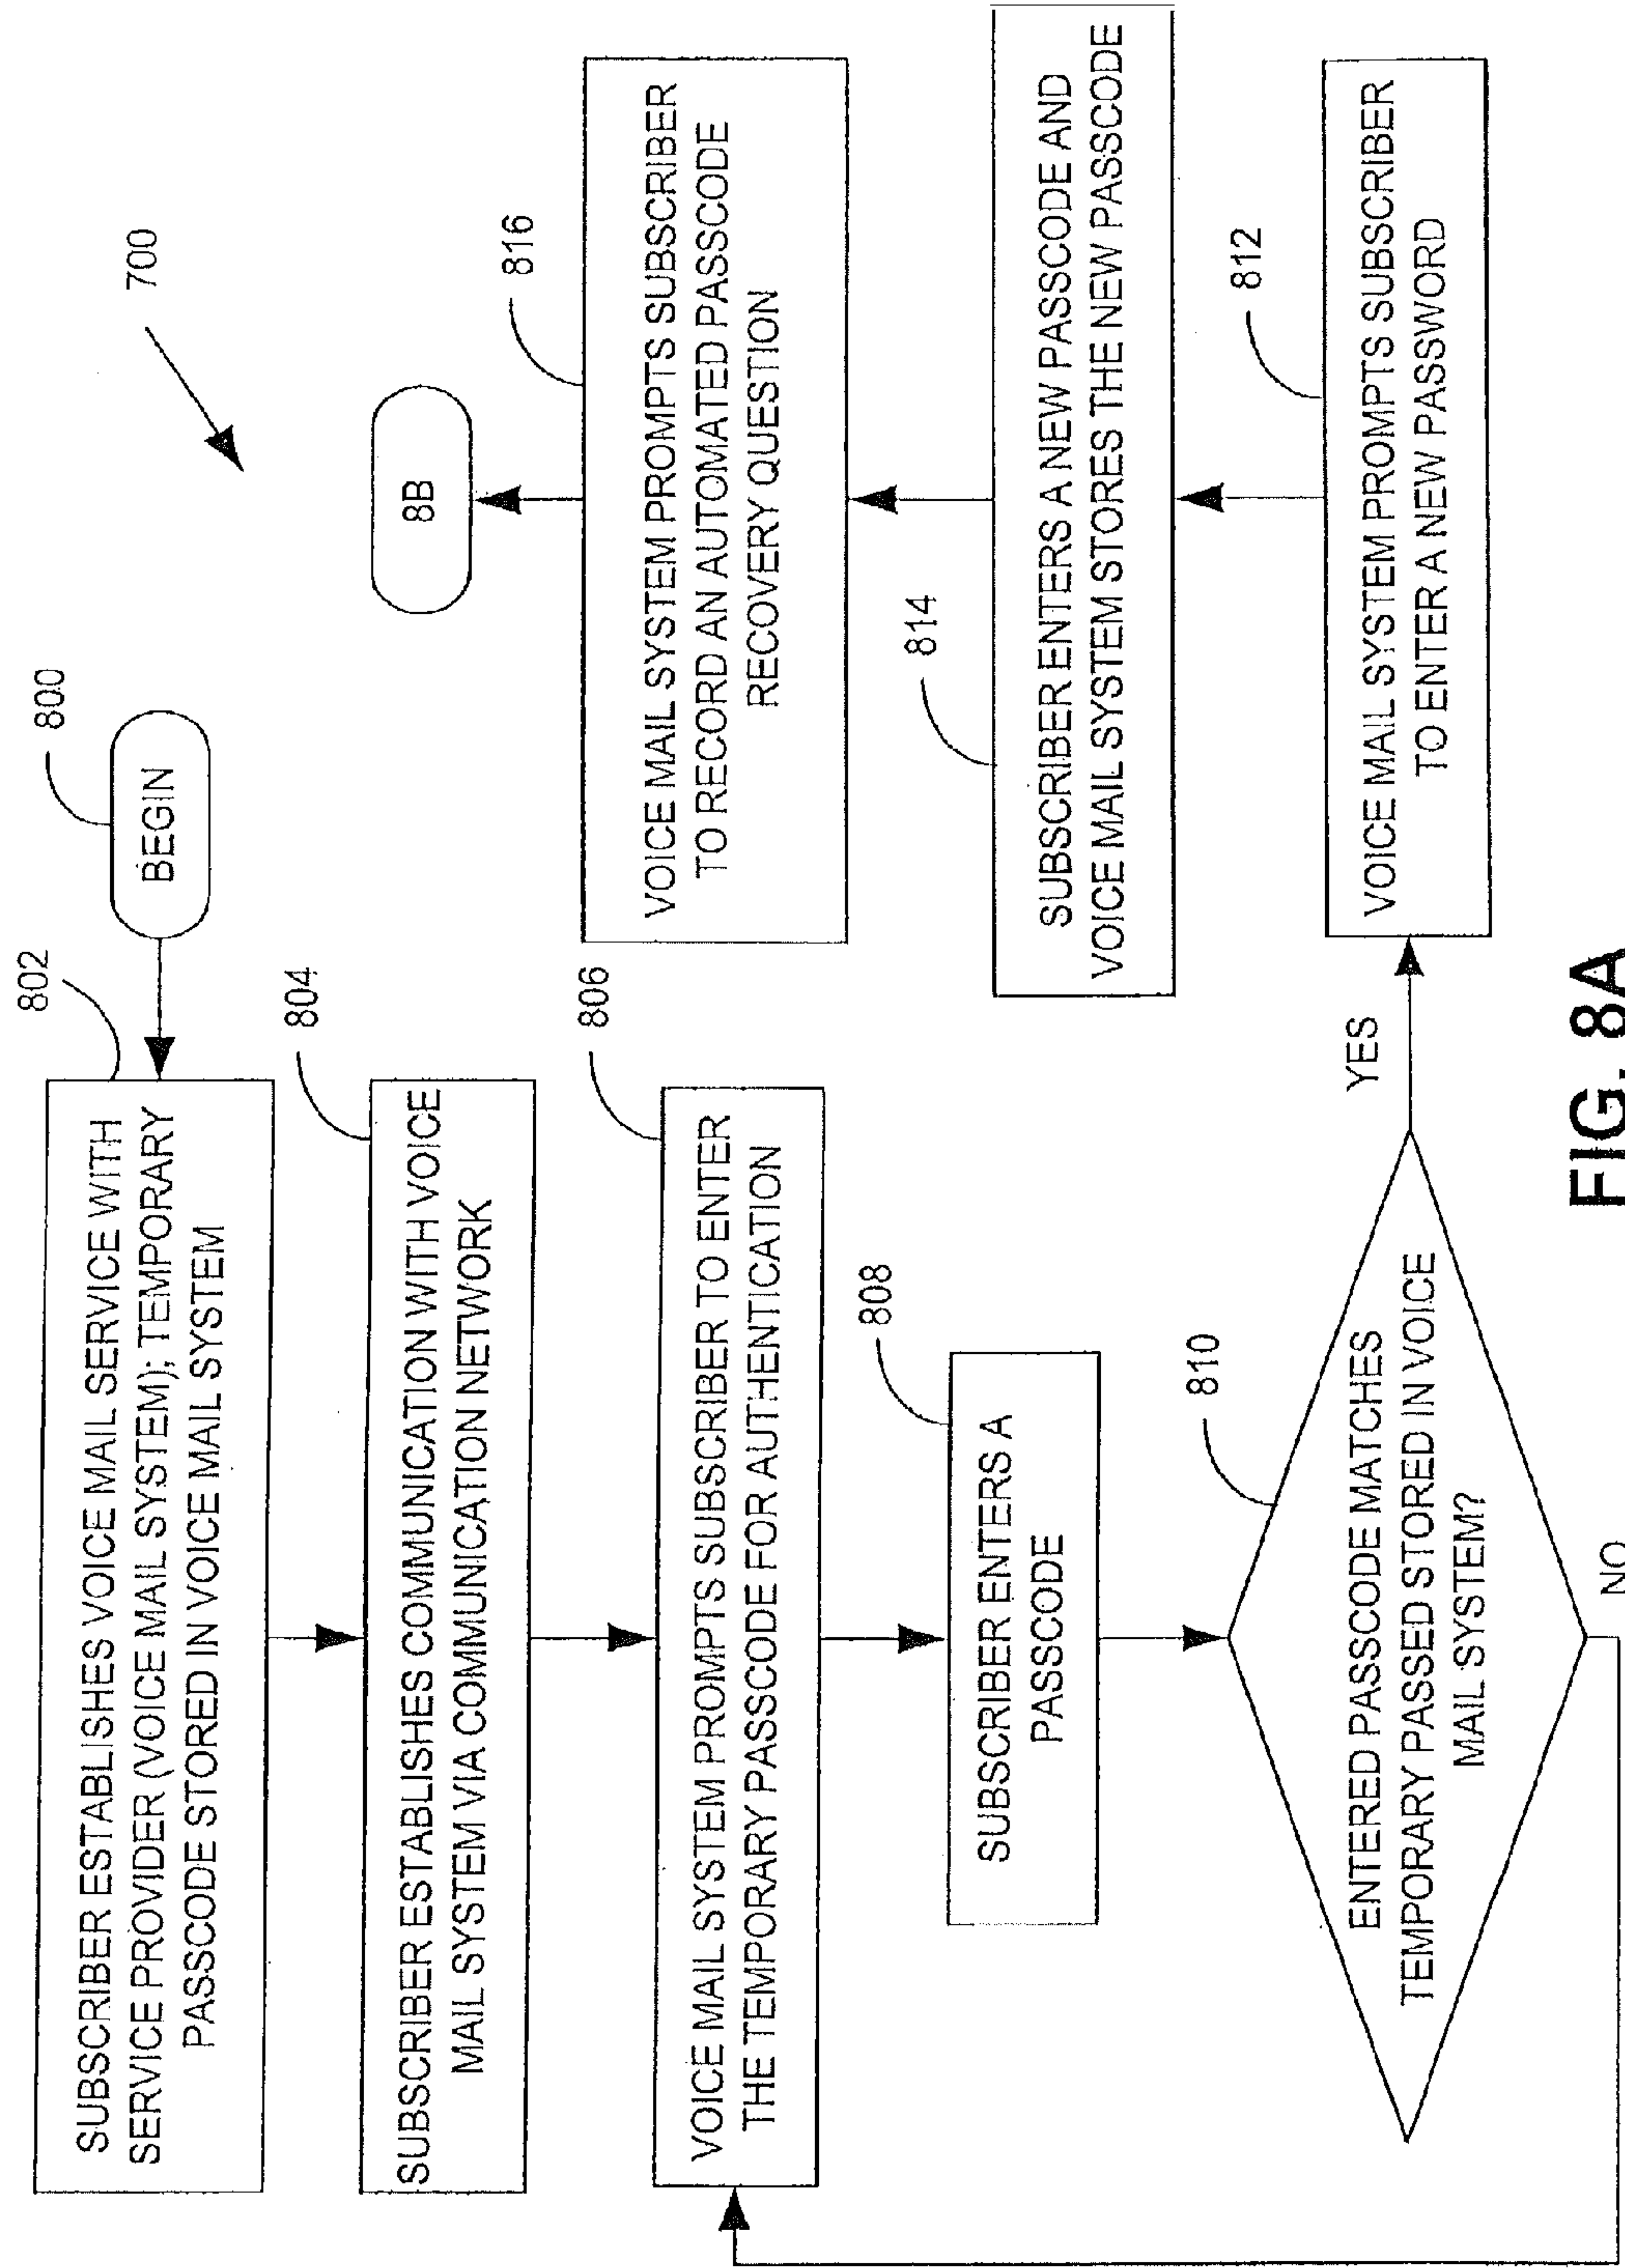 700
800
BEGIN
802
SUBSCRIBER ESTABLISHES VOICE MAIL SERVICE WITH
SERVICE PROVIDER (VOICE MAIL SYSTEM); TEMPORARY
PASSCODE STORED IN VOICE MAIL SYSTEM
804
SUBSCRIBER ESTABLISHES COMMUNICATION WITH VOICE
MAIL SYSTEM VIA COMMUNICATION NETWORK
806
VOICE MAIL SYSTEM PROMPTS SUBSCRIBER TO ENTER
THE TEMPORARY PASSCODE FOR AUTHENTICATION
808
SUBSCRIBER ENTERS A
PASSCODE
810
ENTERED PASSCODE MATCHES
TEMPORARY PASSED STORED IN VOICE
MAIL SYSTEM?
NO
YES
812
VOICE MAIL SYSTEM PROMPTS SUBSCRIBER
TO ENTER A NEW PASSWORD
814
SUBSCRIBER ENTERS A NEW PASSCODE AND
VOICE MAIL SYSTEM STORES THE NEW PASSCODE
816
VOICE MAIL SYSTEM PROMPTS SUBSCRIBER
TO RECORD AN AUTOMATED PASSCODE
RECOVERY QUESTION
8B
FIG. 8A